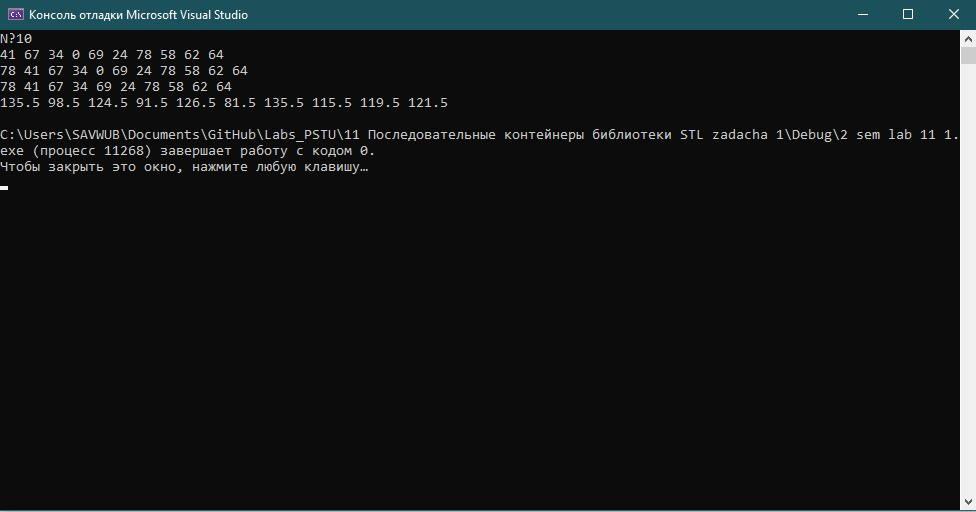 Консоль отладки Microsoft Visual Studio
N?10
41 67 34 0 69 24 78 58 62 64
78 41 67 34 0 69 24 78 58 62 64
78 41 67 34 69 24 78 58 62 64
135.5 98.5 124.5 91.5 126.5 81.5 135.5 115.5 119.5 121.5
C:\Users\SAVWUB\Documents\GitHub\Labs_PSTU\11 Последовательные контейнеры библиотеки STL zadacha 1\Debug\2 sem lab 11 1.
exe (процесс 11268) завершает работу с кодом 0.
Чтобы закрыть это окно, нажмите любую клавишу…